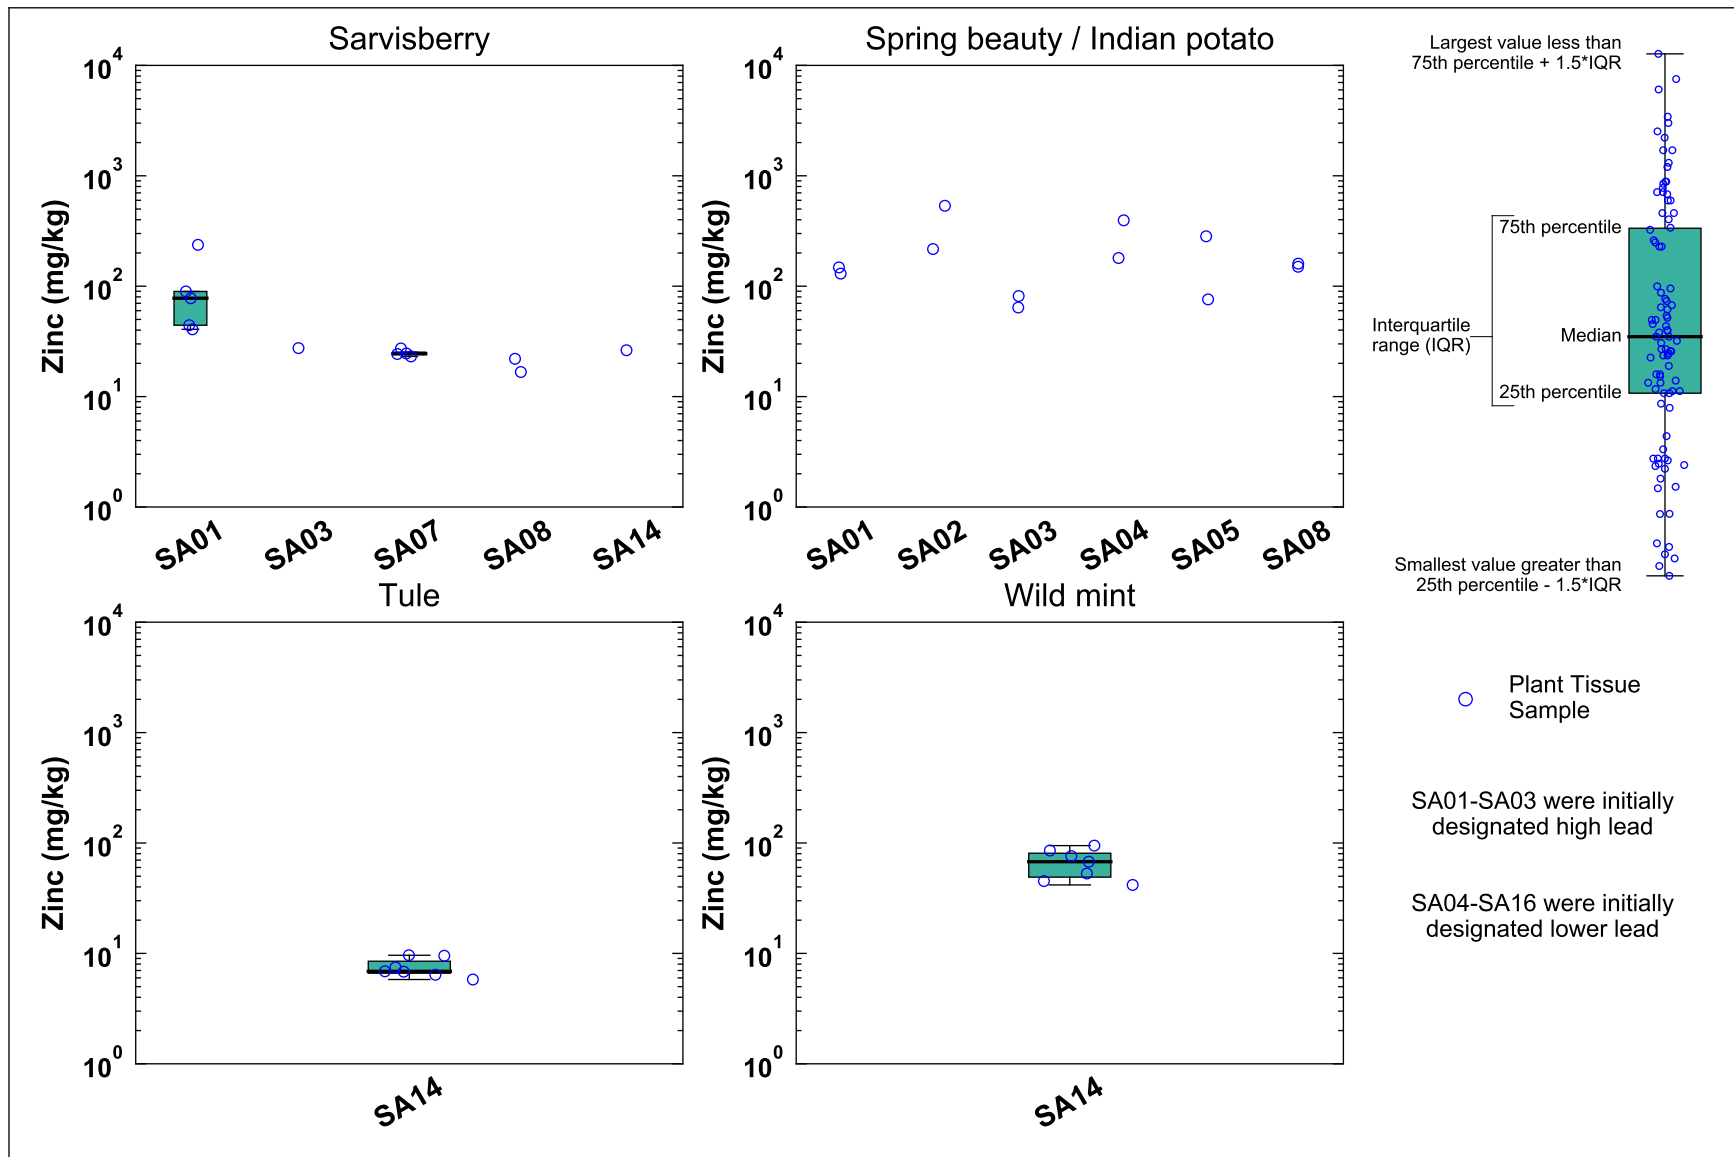 Sarvisberry
Zinc (mg/kg)
10^4
10^3
10^2
10^1
10^0
SA01
SA03
SA07
SA08
SA14
Spring beauty / Indian potato
Zinc (mg/kg)
10^4
10^3
10^2
10^1
10^0
SA01
SA02
SA03
SA04
SA05
SA08
Tule
Zinc (mg/kg)
10^4
10^3
10^2
10^1
10^0
SA14
Wild mint
Zinc (mg/kg)
10^4
10^3
10^2
10^1
10^0
SA14
Largest value less than
75th percentile + 1.5*IQR
75th percentile
Interquartile
range (IQR)
Median
25th percentile
Smallest value greater than
25th percentile - 1.5*IQR
Plant Tissue
Sample
SA01-SA03 were initially
designated high lead
SA04-SA16 were initially
designated lower lead